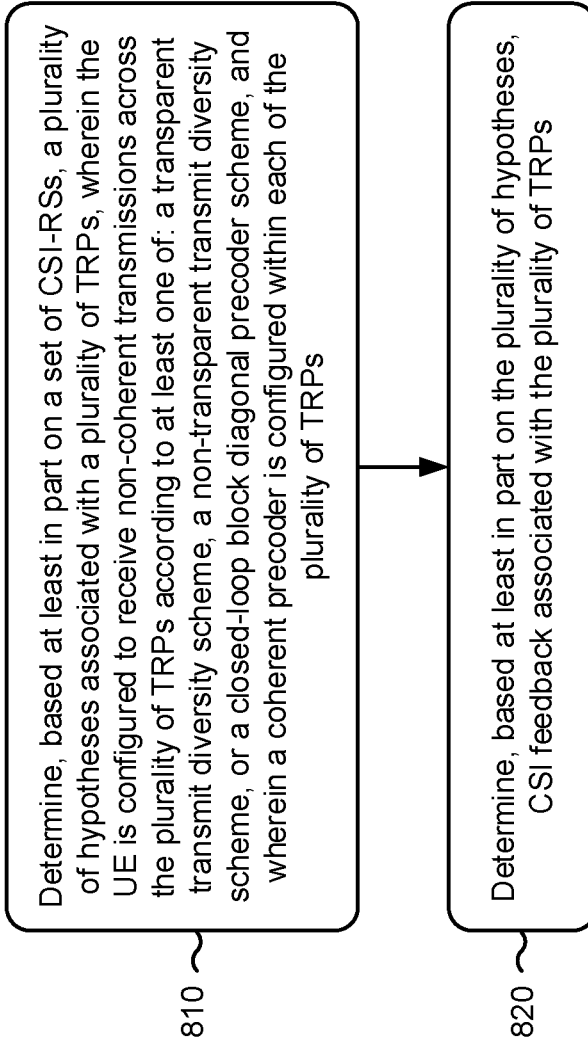 Determine, based at least in part on a set of CSI-RSs, a plurality
of hypotheses associated with a plurality of TRPs, wherein the
UE is configured to receive non-coherent transmissions across
the plurality of TRPs according to at least one of: a transparent
transmit diversity scheme, a non-transparent transmit diversity
scheme, or a closed-loop block diagonal precoder scheme, and
wherein a coherent precoder is configured within each of the
plurality of TRPs
810
Determine, based at least in part on the plurality of hypotheses,
CSI feedback associated with the plurality of TRPs
820